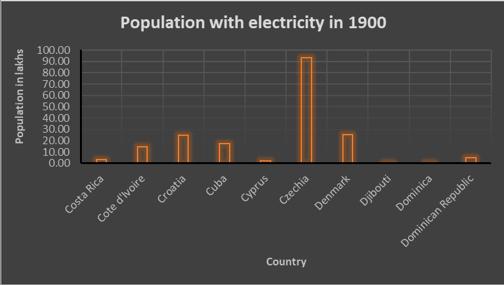 Population with electricity in 1900
Population in lakhs
100.00
90.00
80.00
70.00
60.00
50.00
40.00
30.00
20.00
10.00
0.00
Costa Rica
Cote d'Ivoire
Croatia
Cuba
Cyprus
Czechia
Denmark
Djibouti
Dominica
Dominican Republic
Country